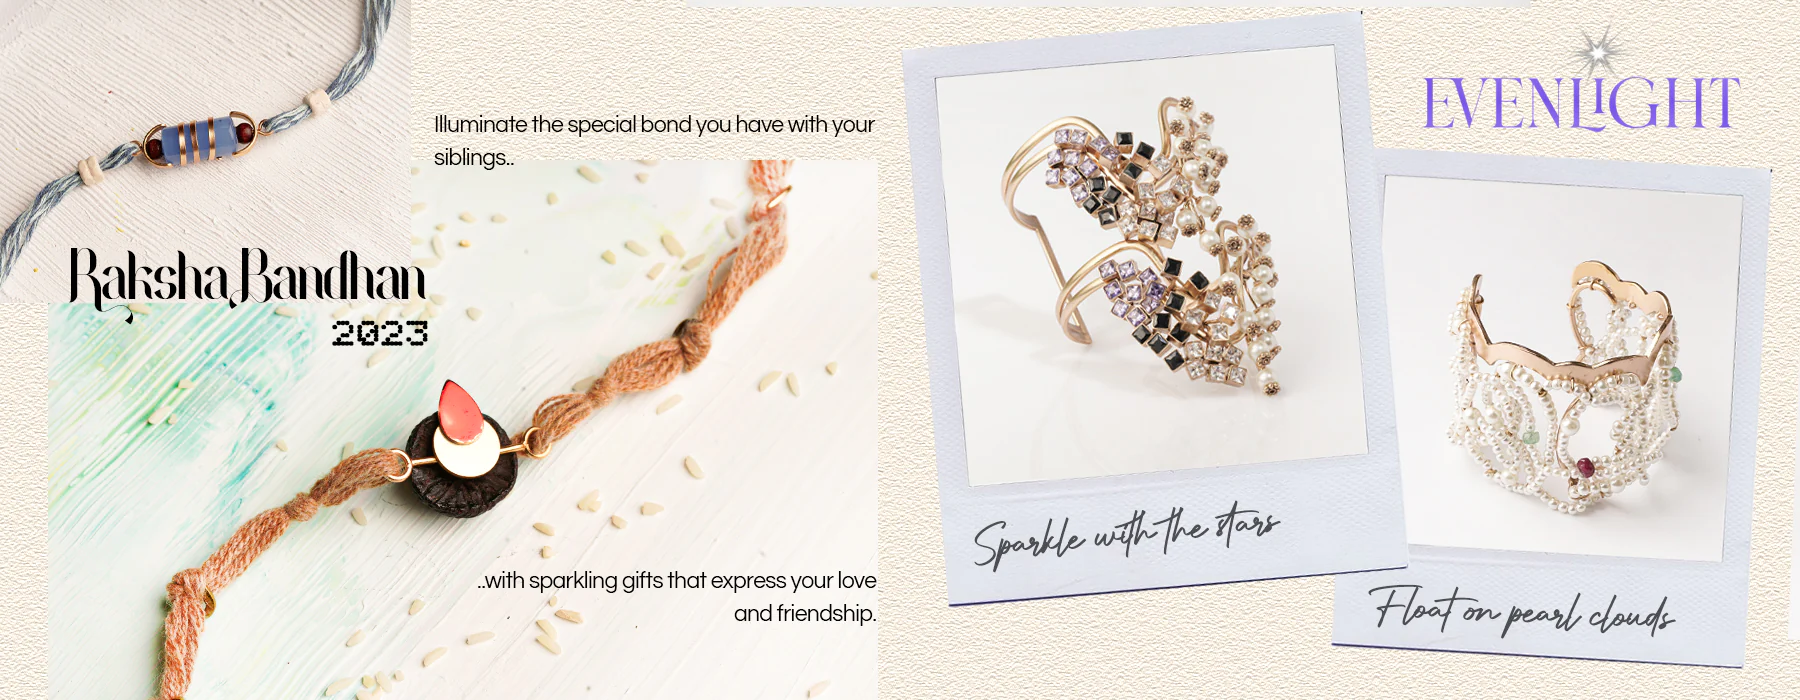 Illuminate the special bond you have with your
siblings..
Raksha Bandhan
2023
..with sparkling gifts that express your love
and friendship.
EVENLIGHT
Sparkle with the stars
Float on pearl clouds